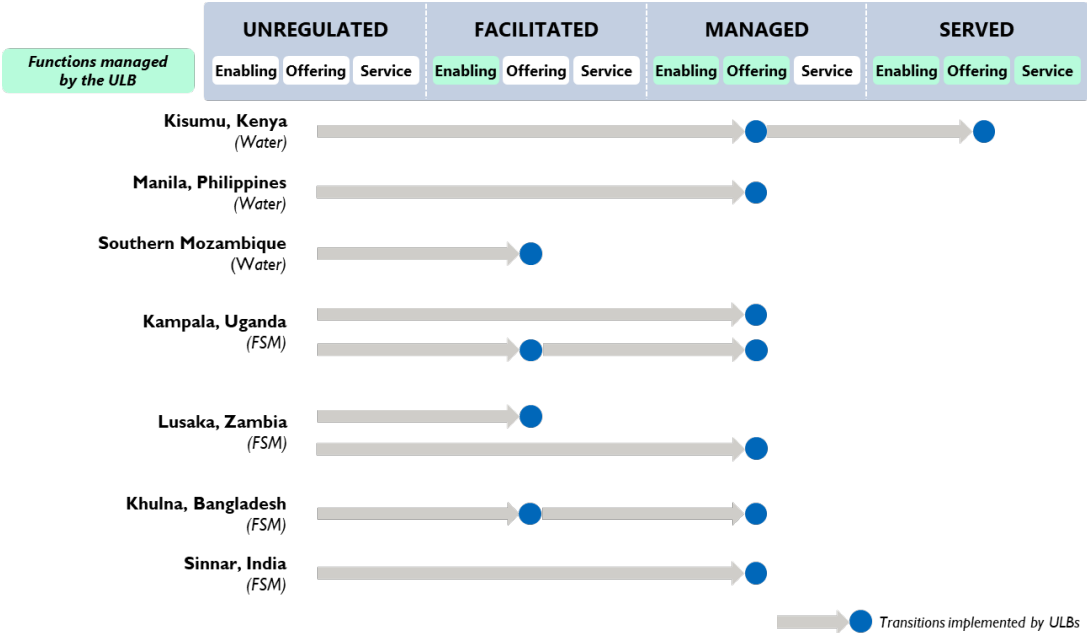 UNREGULATED FACILITATED MANAGED SERVED
Functions managed
by the ULB
Enabling Offering Service Enabling Offering Service Enabling Offering Service Enabling Offering Service
Kisumu, Kenya
(Water)
Manila, Philippines
(Water)
Southern Mozambique
(Water)
Kampala, Uganda
(FSM)
Lusaka, Zambia
(FSM)
Khulna, Bangladesh
(FSM)
Sinnar, India
(FSM)
Transitions implemented by ULBs